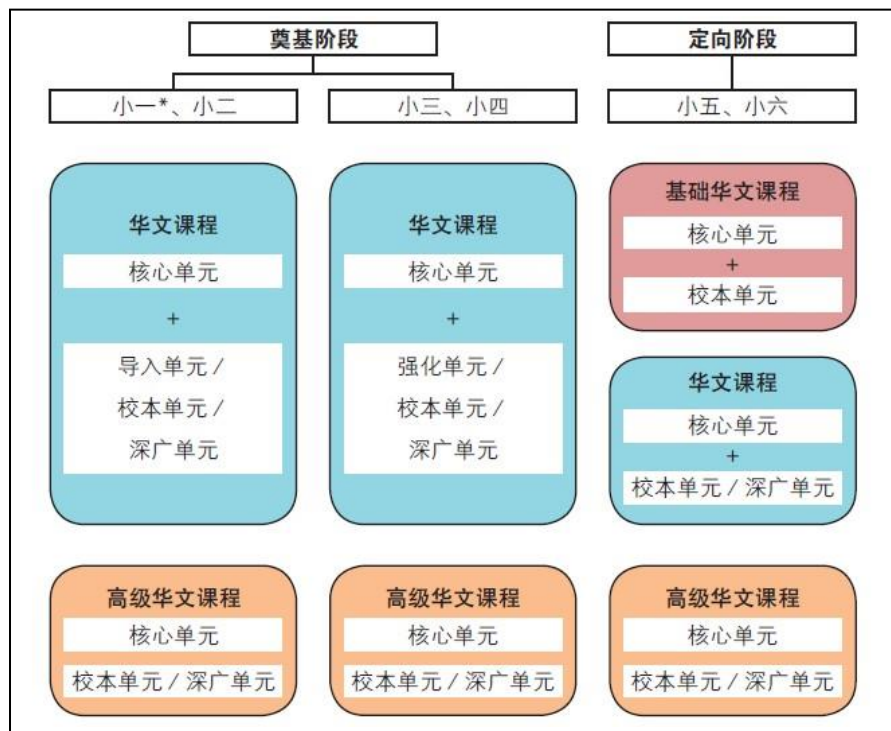 奠基阶段
定向阶段
小一*、小二
小三、小四
小五、小六
华文课程
核心单元
+
导入单元 /
校本单元 /
深广单元
华文课程
核心单元
+
强化单元 /
校本单元 /
深广单元
基础华文课程
核心单元
+
校本单元
华文课程
核心单元
+
校本单元 / 深广单元
高级华文课程
核心单元
校本单元 / 深广单元
高级华文课程
核心单元
校本单元 / 深广单元
高级华文课程
核心单元
校本单元 / 深广单元